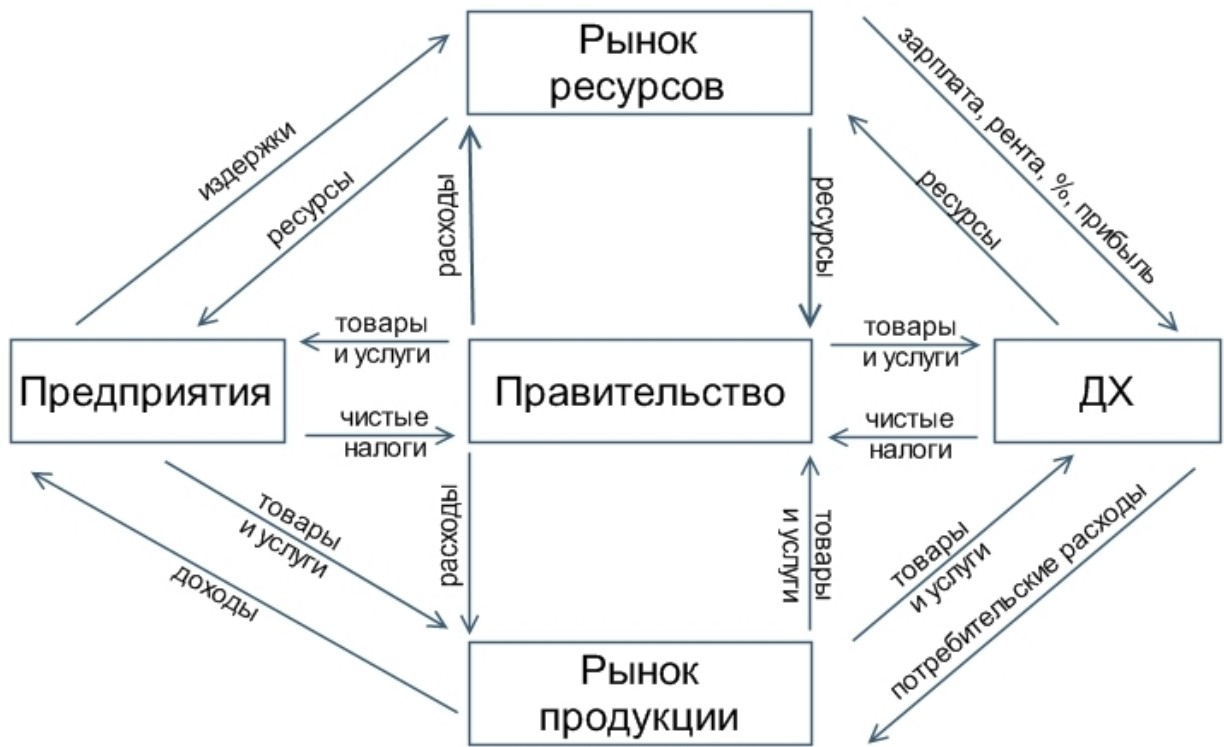 Рынок
ресурсов
издержки
ресурсы
расходы
ресурсы
ресурсы
зарплата, рента, %, прибыль
товары
и услуги
товары
и услуги
Предприятия
Правительство
ДХ
чистые
налоги
чистые
налоги
товары
и услуги
доходы
расходы
товары
и услуги
товары
и услуги
потребительские расходы
Рынок
продукции